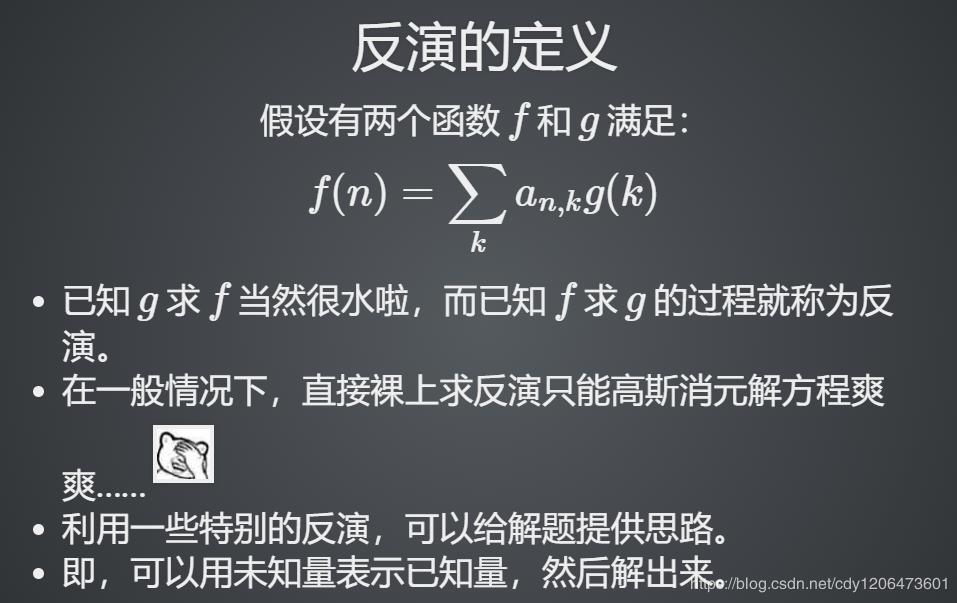 反演的定义
假设有两个函数 f 和 g 满足：
f(n) = ∑ a_{n,k} g(k)
k
• 已知 g 求 f 当然很水啦，而已知 f 求 g 的过程就称为反
演。
• 在一般情况下，直接裸上求反演只能高斯消元解方程爽
爽……
• 利用一些特别的反演，可以给解题提供思路。
• 即，可以用未知量表示已知量，然后解出来。
https://blog.csdn.net/cdy1206473601